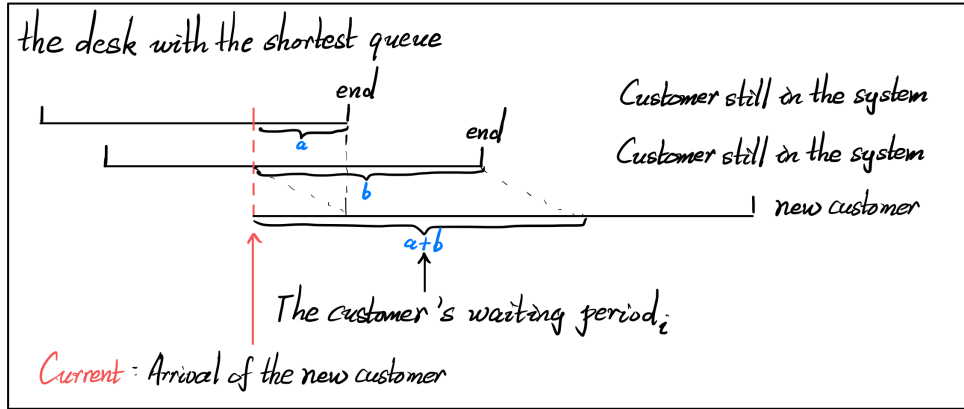 the desk with the shortest queue
end
Customer still in the system
a
end
Customer still in the system
b
new customer
a+b
The customer's waiting period;
Current : Arrival of the new customer